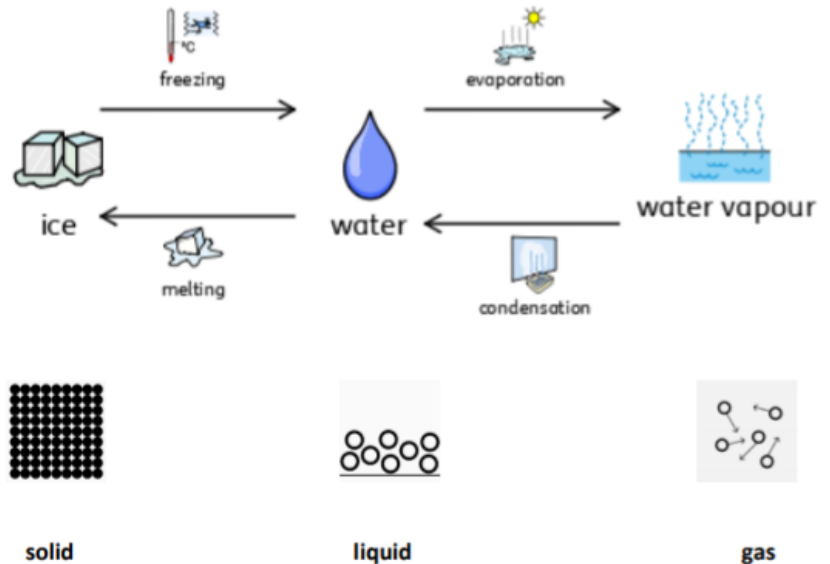 °C
freezing
evaporation
ice
water
water vapour
melting
condensation
solid
liquid
gas